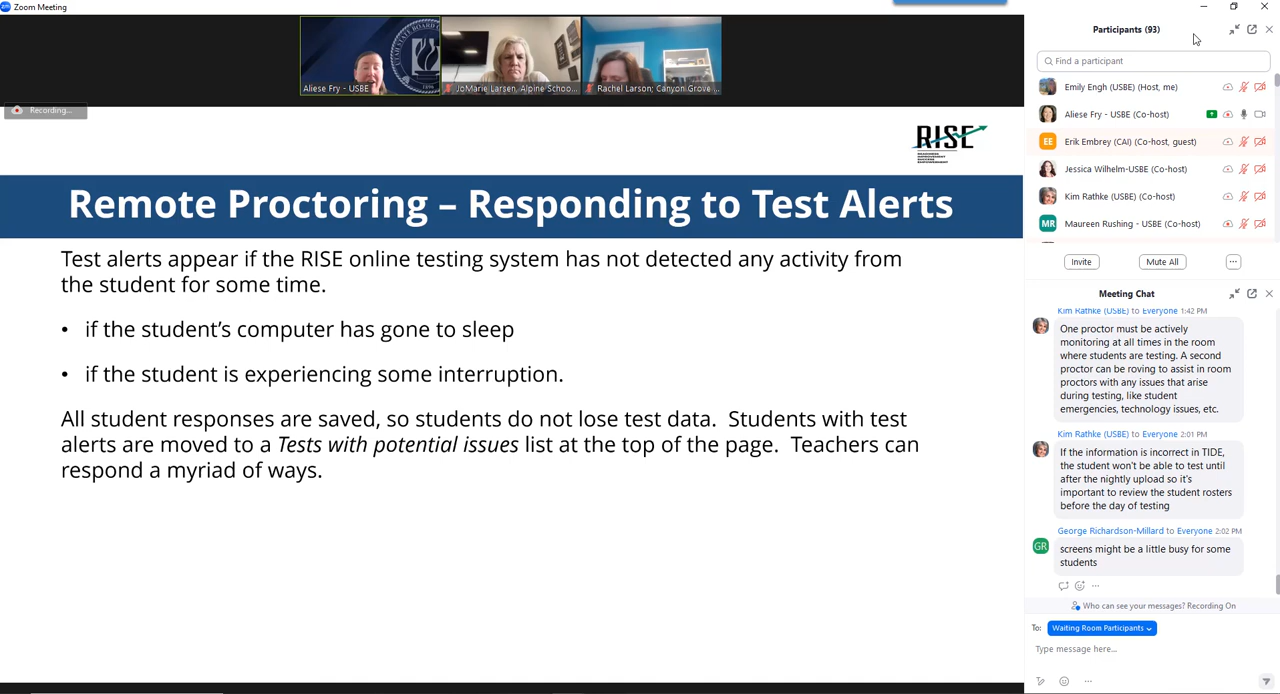 Zoom Meeting
Aliese Fry - USBE
JoMarie Larsen, Alpine Schoo...
Rachel Larson; Canyon Grove ...
Recording...
RISE
Remote Proctoring – Responding to Test Alerts
Test alerts appear if the RISE online testing system has not detected any activity from
the student for some time.
• if the student's computer has gone to sleep
• if the student is experiencing some interruption.
All student responses are saved, so students do not lose test data. Students with test
alerts are moved to a Tests with potential issues list at the top of the page. Teachers can
respond a myriad of ways.
Participants (93)
Find a participant
Emily Engh (USBE) (Host, me)
Aliese Fry - USBE (Co-host)
EE Erik Embrey (CAI) (Co-host, guest)
Jessica Wilhelm-USBE (Co-host)
Kim Rathke (USBE) (Co-host)
MR Maureen Rushing - USBE (Co-host)
Invite
Mute All
...
Meeting Chat
Kim Rathke (USBE) to Everyone 1:42 PM
One proctor must be actively
monitoring at all times in the room
where students are testing. A second
proctor can be roving to assist in room
proctors with any issues that arise
during testing, like student
emergencies, technology issues, etc.
Kim Rathke (USBE) to Everyone 2:01 PM
If the information is incorrect in TIDE,
the student won't be able to test until
after the nightly upload so it's
important to review the student rosters
before the day of testing
George Richardson-Millard to Everyone 2:02 PM
GR
screens might be a little busy for some
students
Who can see your messages? Recording On
To: Waiting Room Participants
Type message here...